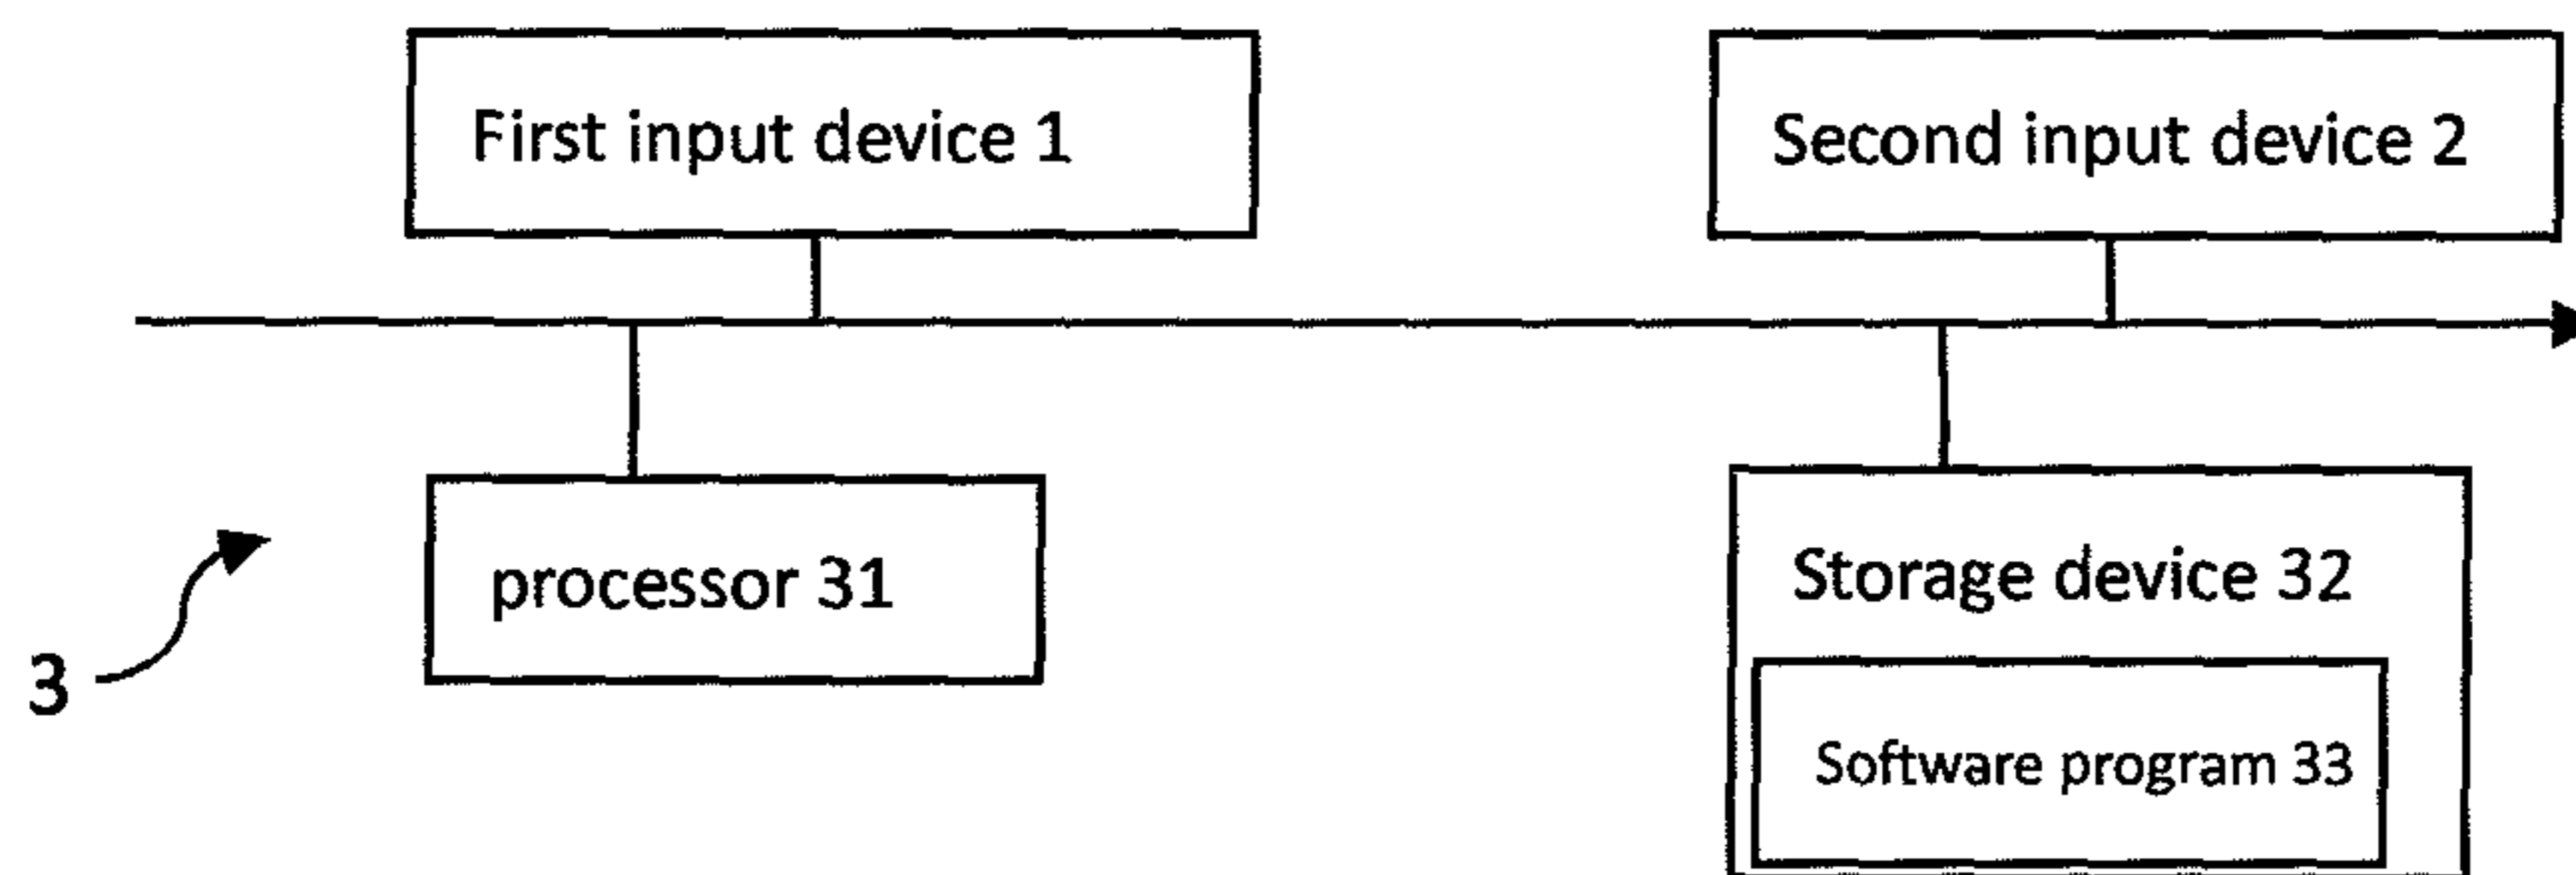 First input device 1
Second input device 2
processor 31
Storage device 32
3
Software program 33